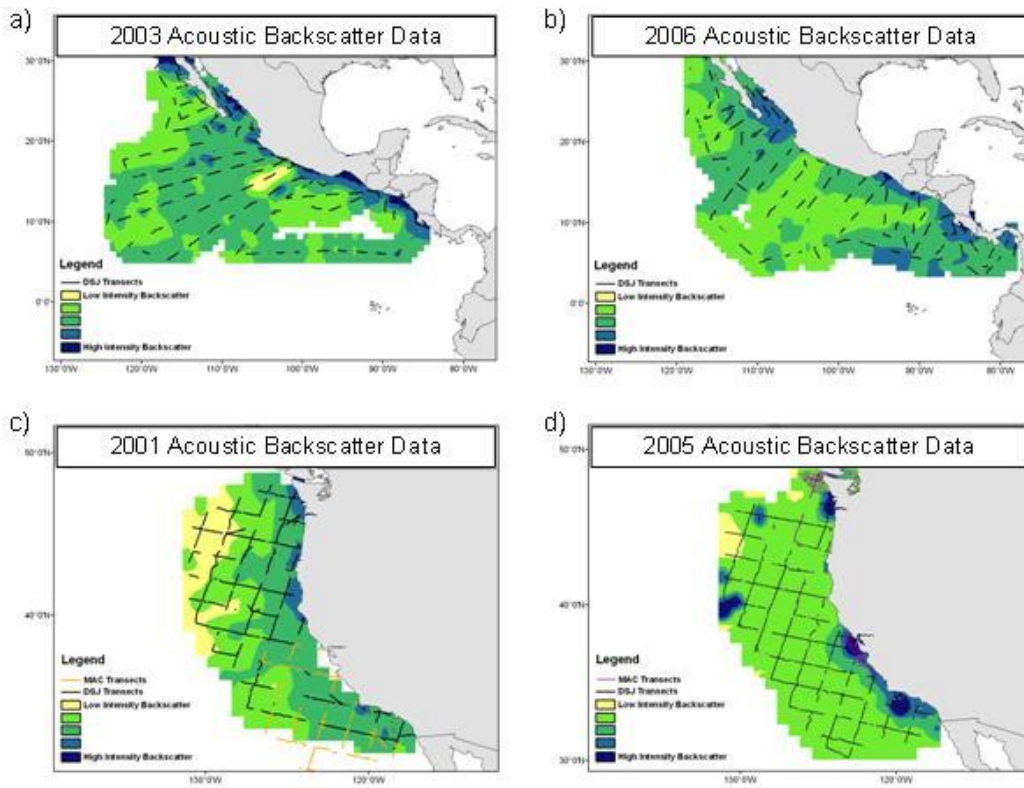 a)
2003 Acoustic Backscatter Data
30°0'N
20°0'N
10°0'N
0°0'
Legend
DSJ Transects
Low Intensity Backscatter
High Intensity Backscatter
130°0'W 120°0'W 110°0'W 100°0'W 90°0'W 80°0'W
b)
2006 Acoustic Backscatter Data
30°0'N
20°0'N
10°0'N
0°0'
Legend
DSJ Transects
Low Intensity Backscatter
High Intensity Backscatter
130°0'W 120°0'W 110°0'W 100°0'W 90°0'W 80°0'W
c)
2001 Acoustic Backscatter Data
50°0'N
40°0'N
Legend
MAC Transects
DSJ Transects
Low Intensity Backscatter
High Intensity Backscatter
130°0'W 120°0'W
d)
2005 Acoustic Backscatter Data
50°0'N
40°0'N
30°0'N
Legend
MAC Transects
DSJ Transects
Low Intensity Backscatter
High Intensity Backscatter
130°0'W 120°0'W